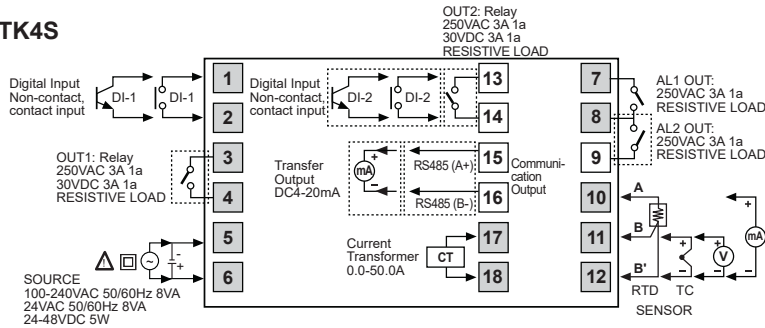 TK4S
OUT2: Relay
250VAC 3A 1a
30VDC 3A 1a
RESISTIVE LOAD
Digital Input
Non-contact,
contact input
DI-1
DI-1
1
2
Digital Input
Non-contact,
contact input
DI-2
DI-2
13
14
7
8
9
AL1 OUT:
250VAC 3A 1a
RESISTIVE LOAD
AL2 OUT:
250VAC 3A 1a
RESISTIVE LOAD
OUT1: Relay
250VAC 3A 1a
30VDC 3A 1a
RESISTIVE LOAD
3
4
Transfer
Output
DC4-20mA
+
mA
-
RS485 (A+)
RS485 (B-)
15
16
Communi-
cation
Output
10
11
12
A
B
B'
RTD
+
-
TC
+
V
-
+
mA
-
SENSOR
5
6
~
-
+
SOURCE
100-240VAC 50/60Hz 8VA
24VAC 50/60Hz 8VA
24-48VDC 5W
Current
Transformer
0.0-50.0A
CT
17
18